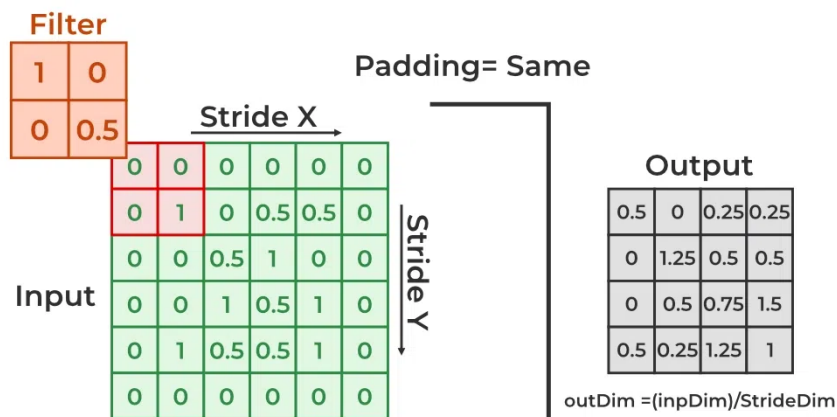 Filter
1 0
0 0.5
Padding= Same
Stride X
0 0 0 0 0 0
0 1 0 0.5 0.5 0
0 0 0.5 1 0 0
0 0 1 0.5 1 0
0 1 0.5 0.5 1 0
0 0 0 0 0 0
Stride Y
Input
Output
0.5 0 0.25 0.25
0 1.25 0.5 0.5
0 0.5 0.75 1.5
0.5 0.25 1.25 1
outDim =(inpDim)/StrideDim